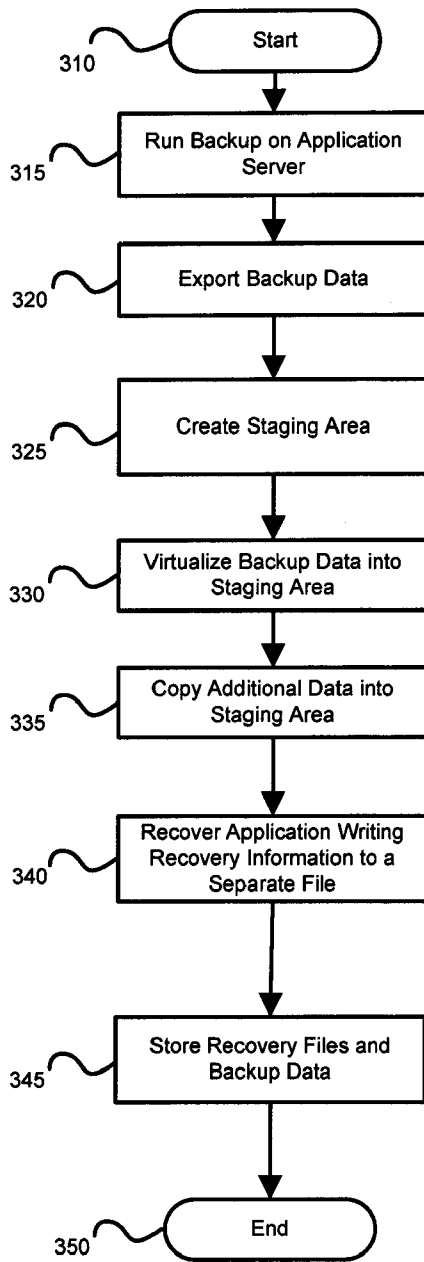 Start
310
Run Backup on Application
Server
315
Export Backup Data
320
Create Staging Area
325
Virtualize Backup Data into
Staging Area
330
Copy Additional Data into
Staging Area
335
Recover Application Writing
Recovery Information to a
Separate File
340
Store Recovery Files and
Backup Data
345
End
350